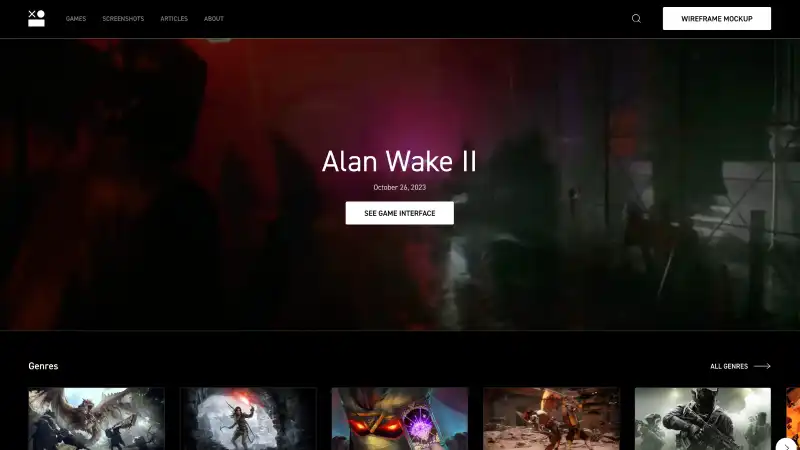 GAMES
SCREENSHOTS
ARTICLES
ABOUT
WIREFRAME MOCKUP
Alan Wake II
October 26, 2023
SEE GAME INTERFACE
Genres
ALL GENRES